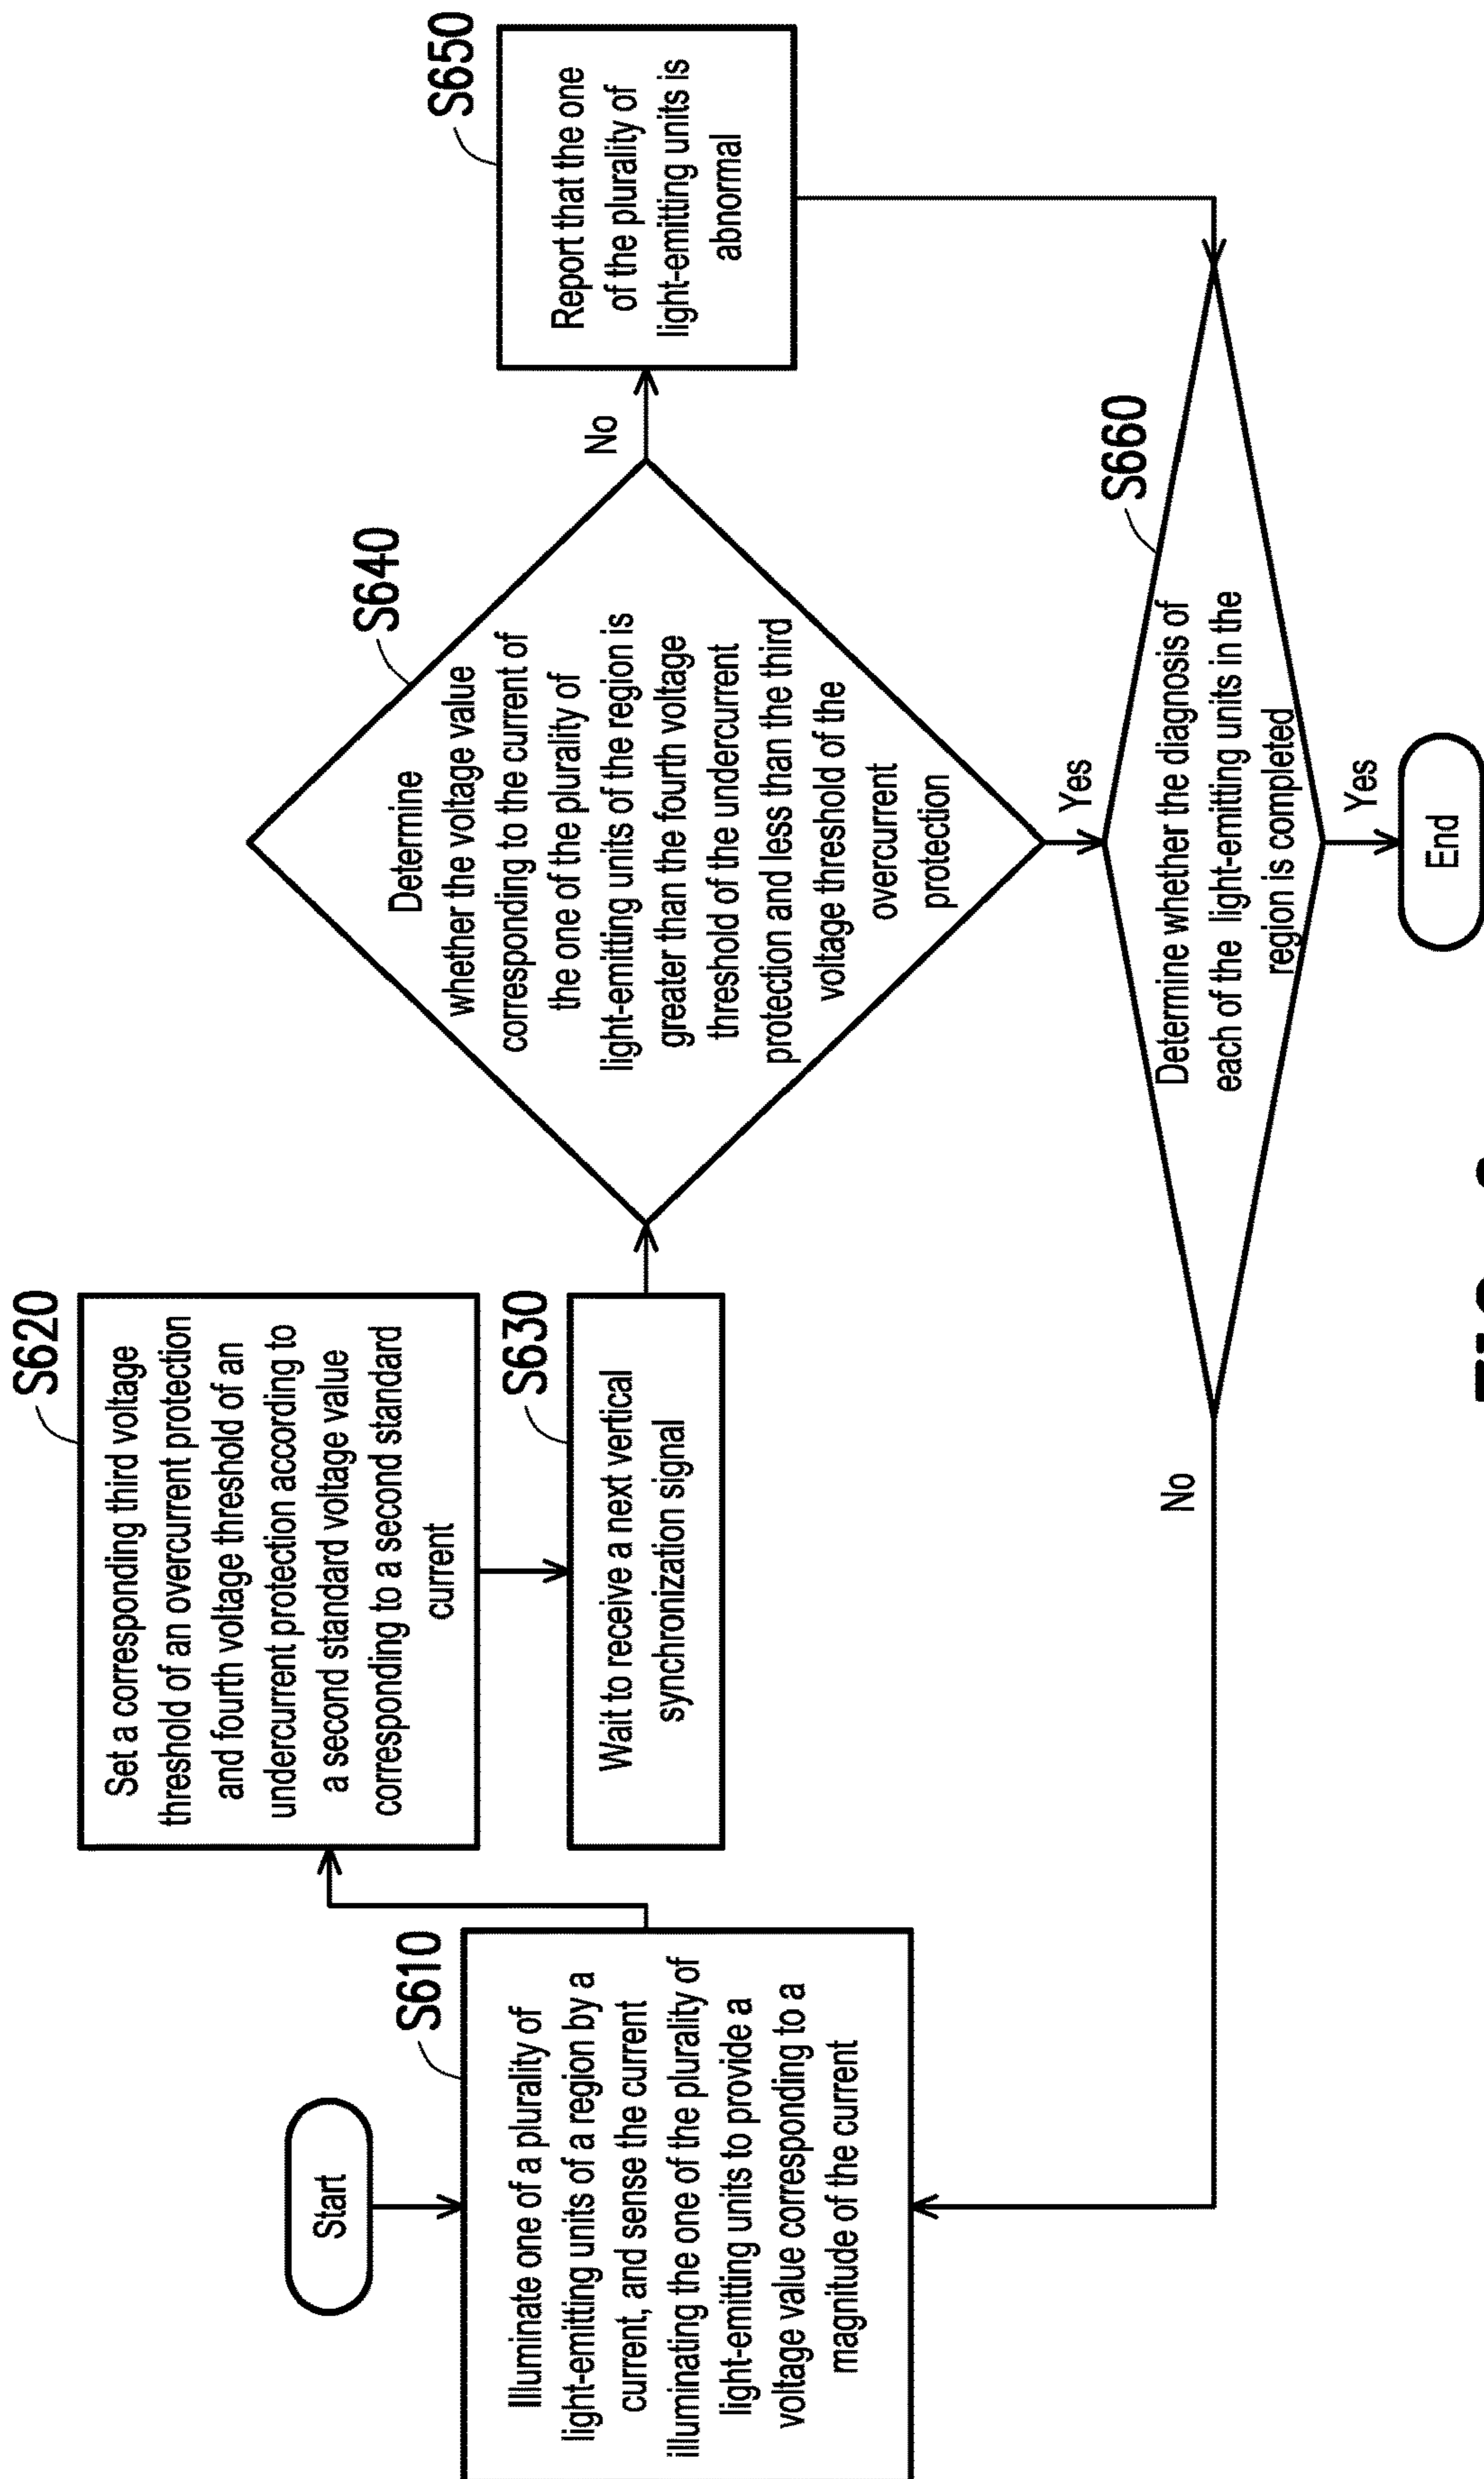 Start
S610
Illuminate one of a plurality of
light-emitting units of a region by a
current, and sense the current
illuminating the one of the plurality of
light-emitting units to provide a
voltage value corresponding to a
magnitude of the current
S620
Set a corresponding third voltage
threshold of an overcurrent protection
and fourth voltage threshold of an
undercurrent protection according to
a second standard voltage value
corresponding to a second standard
current
S630
Wait to receive a next vertical
synchronization signal
S640
Determine
whether the voltage value
corresponding to the current of
the one of the plurality of
light-emitting units of the region is
greater than the fourth voltage
threshold of the undercurrent
protection and less than the third
voltage threshold of the
overcurrent
protection
No
S650
Report that the one
of the plurality of
light-emitting units is
abnormal
Yes
S660
Determine whether the diagnosis of
each of the light-emitting units in the
region is completed
No
Yes
End